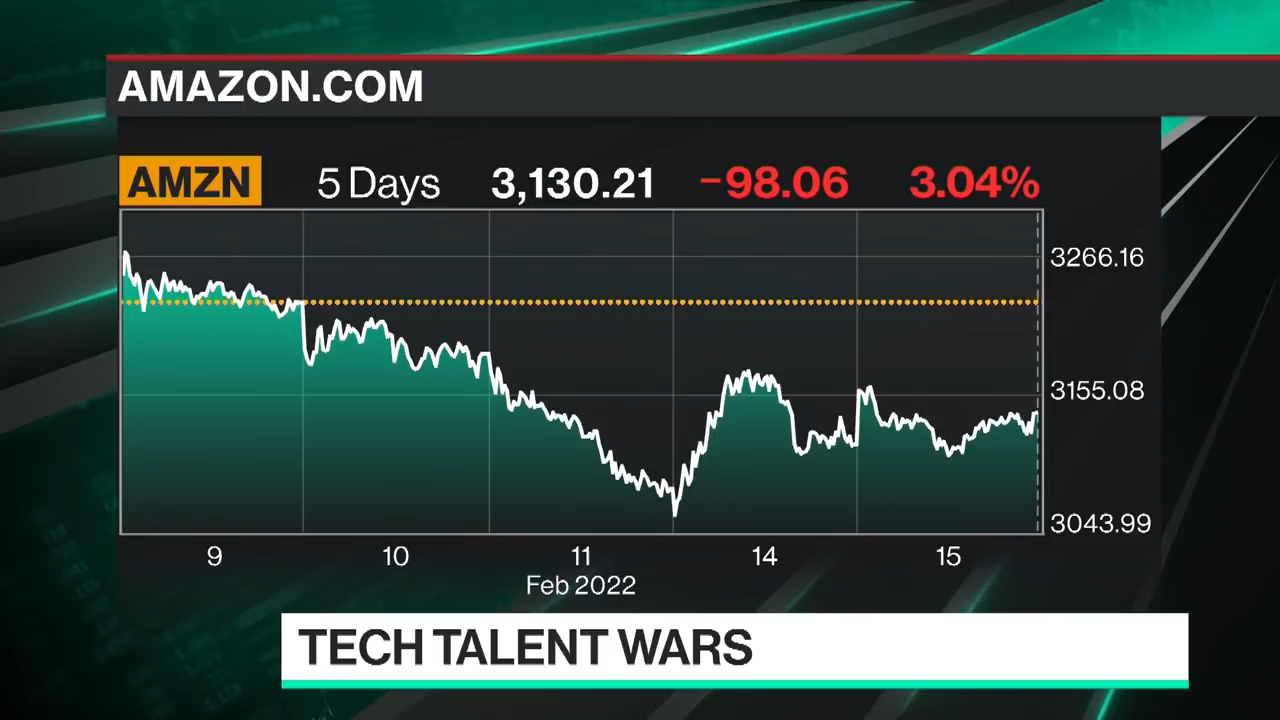 AMAZON.COM
AMZN 5 Days 3,130.21 −98.06 3.04%
3266.16
3155.08
3043.99
9 10 11 14 15
Feb 2022
TECH TALENT WARS